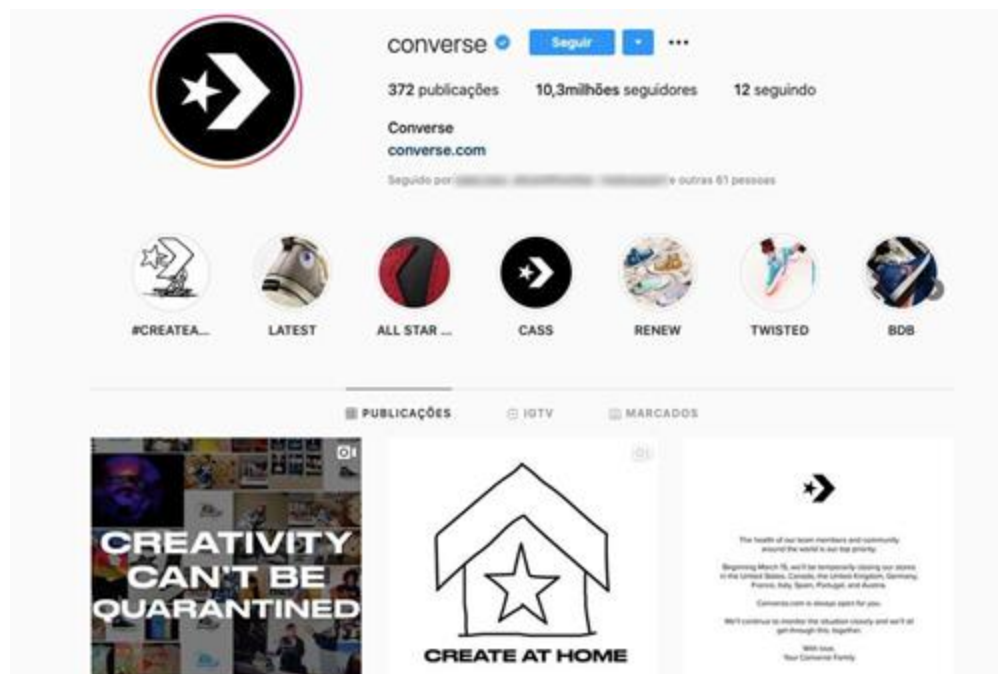 converse
Seguir
372 publicações 10,3milhões seguidores 12 seguindo
Converse
converse.com
Seguido por e outras 61 pessoas
#CREATEA... LATEST ALL STAR ... CASS RENEW TWISTED BDB
PUBLICAÇÕES IGTV MARCADOS
CREATIVITY
CAN'T BE
QUARANTINED
CREATE AT HOME
The health of our team members and community
around the world is our top priority.
Beginning March 15, we'll be temporarily closing our stores
in the United States, Canada, the United Kingdom, Germany,
France, Italy, Spain, Portugal, and Austria.
Converse.com is always open for you.
We'll continue to monitor the situation closely and we'll all
get through this, together.
With love,
Your Converse Family